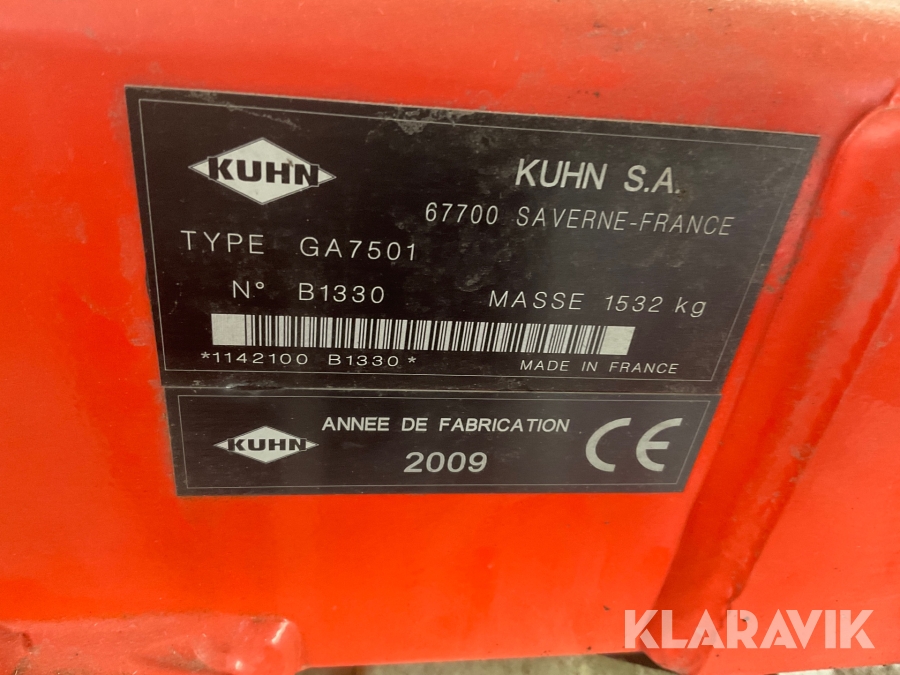 KUHN
KUHN S.A.
67700 SAVERNE-FRANCE
TYPE GA7501
N° B1330 MASSE 1532 kg
*1142100 B1330*
MADE IN FRANCE
KUHN
ANNEE DE FABRICATION
2009
CE
KLARAVIK